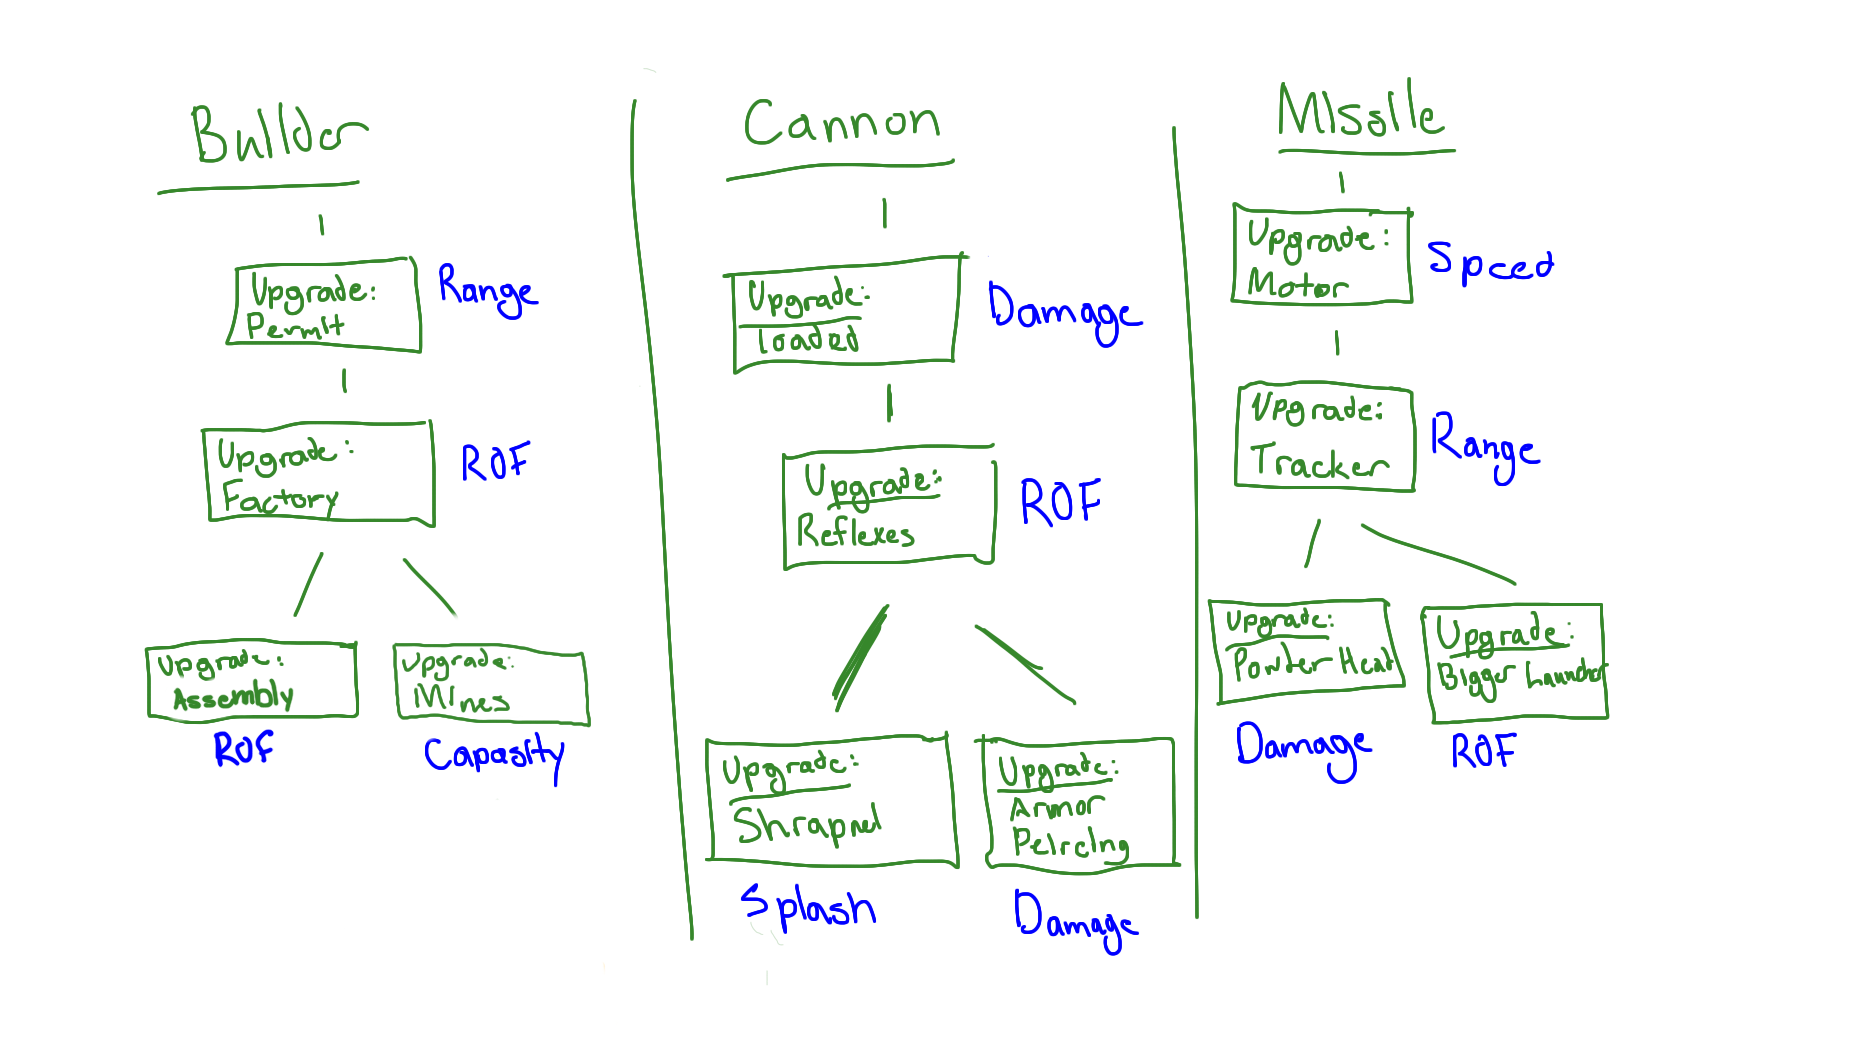 Builder
Upgrade:
Permit
Range
Upgrade:
Factory
ROF
Upgrade:
Assembly
ROF
Upgrade:
Mines
Capasity
Cannon
Upgrade:
loaded
Damage
Upgrade:
Reflexes
ROF
Upgrade:
Shrapnel
Splash
Upgrade:
Armor
Peircing
Damage
Missile
Upgrade:
Motor
Speed
Upgrade:
Tracker
Range
Upgrade:
Powder Heat
Damage
Upgrade:
Bigger Launcher
ROF